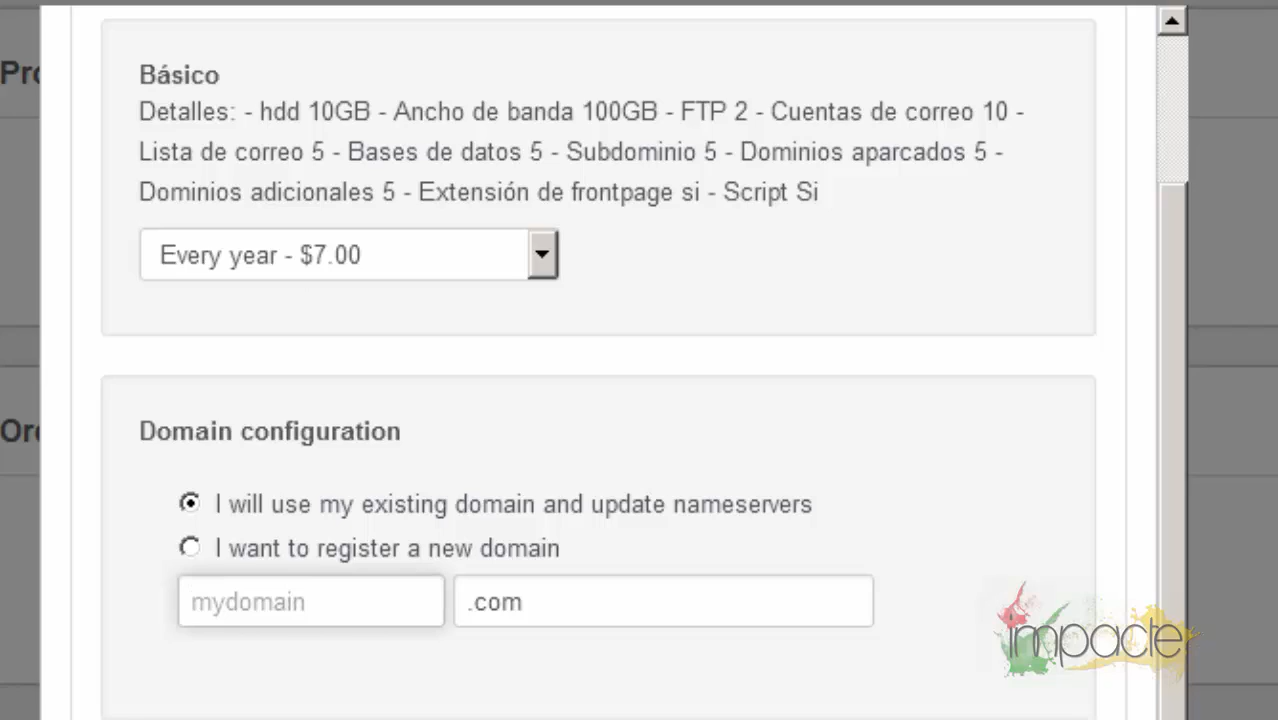 Pro
Básico
Detalles: - hdd 10GB - Ancho de banda 100GB - FTP 2 - Cuentas de correo 10 -
Lista de correo 5 - Bases de datos 5 - Subdominio 5 - Dominios aparcados 5 -
Dominios adicionales 5 - Extensión de frontpage si - Script Si
Every year - $7.00
Domain configuration
Ord
I will use my existing domain and update nameservers
I want to register a new domain
mydomain
.com
impacte